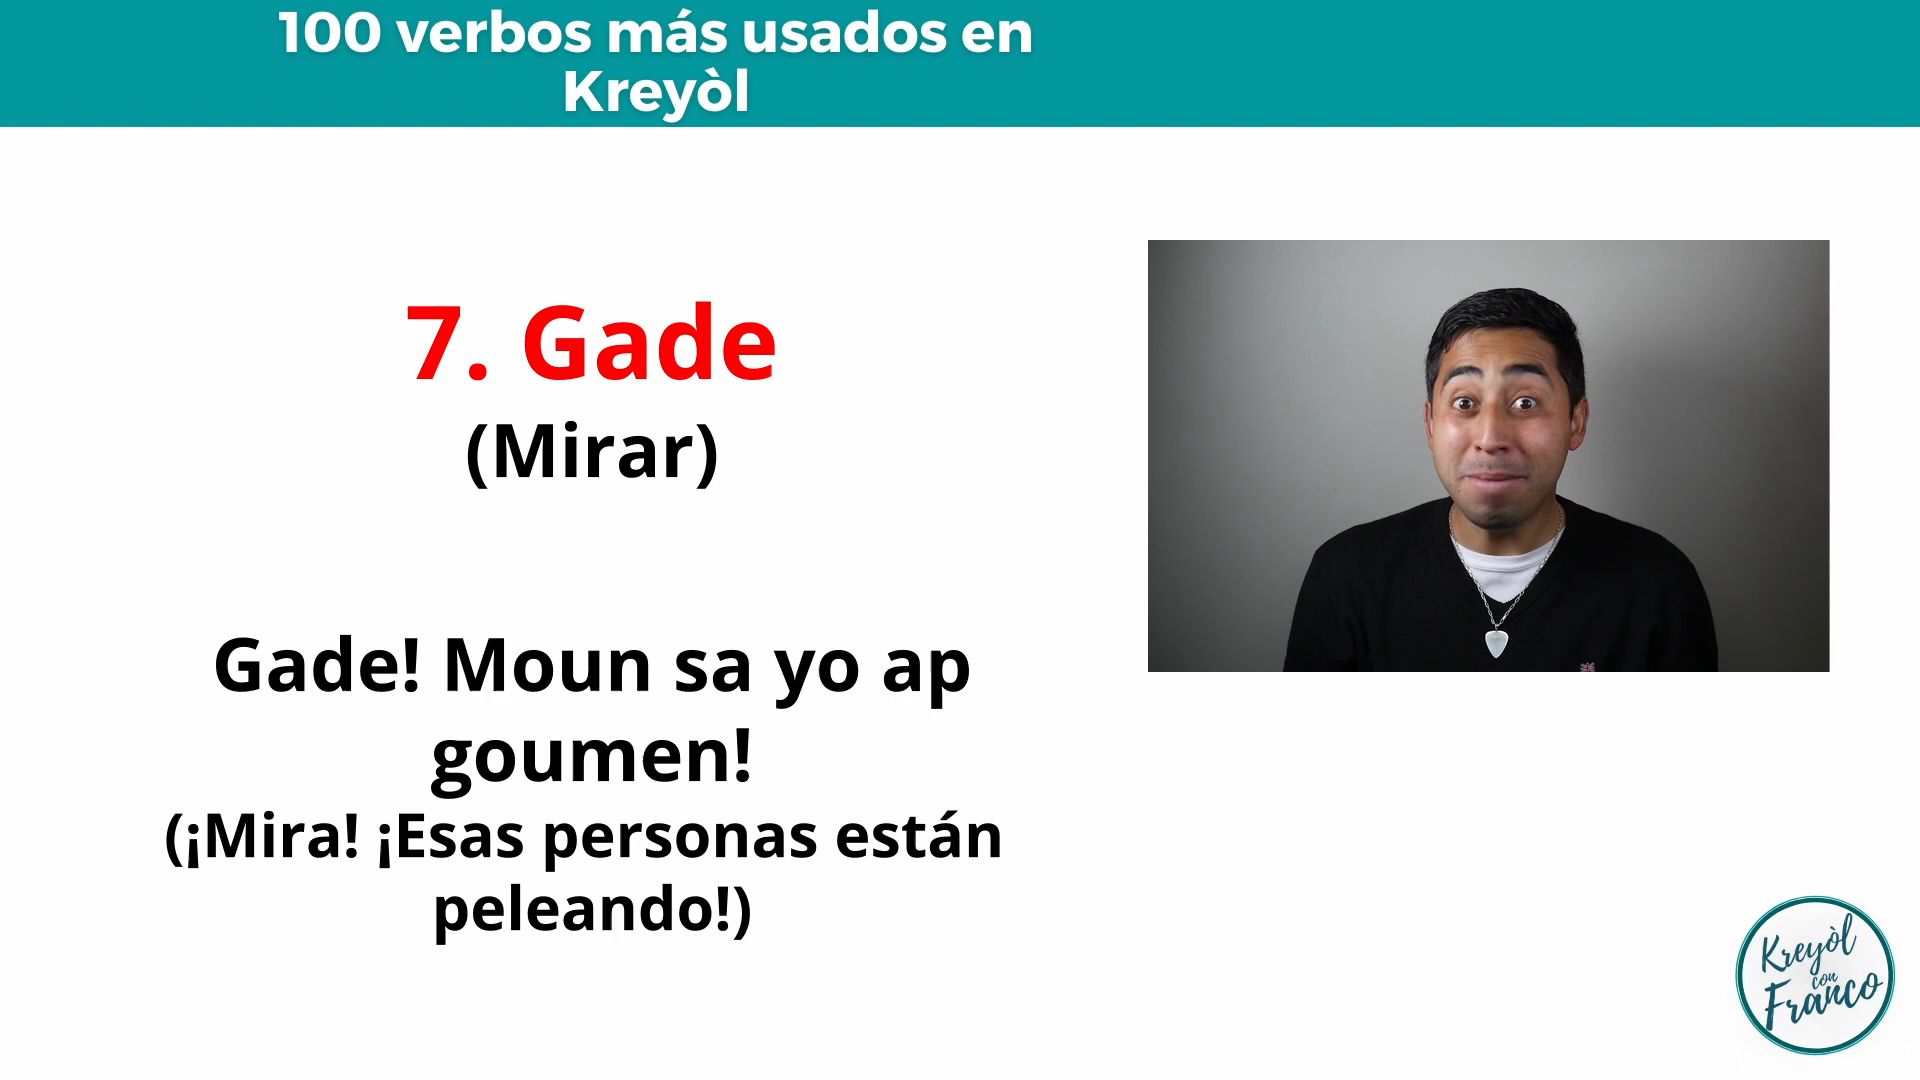 100 verbos más usados en
Kreyòl
7. Gade
(Mirar)
Gade! Moun sa yo ap
goumen!
(¡Mira! ¡Esas personas están
peleando!)
Kreyòl
con
Franco